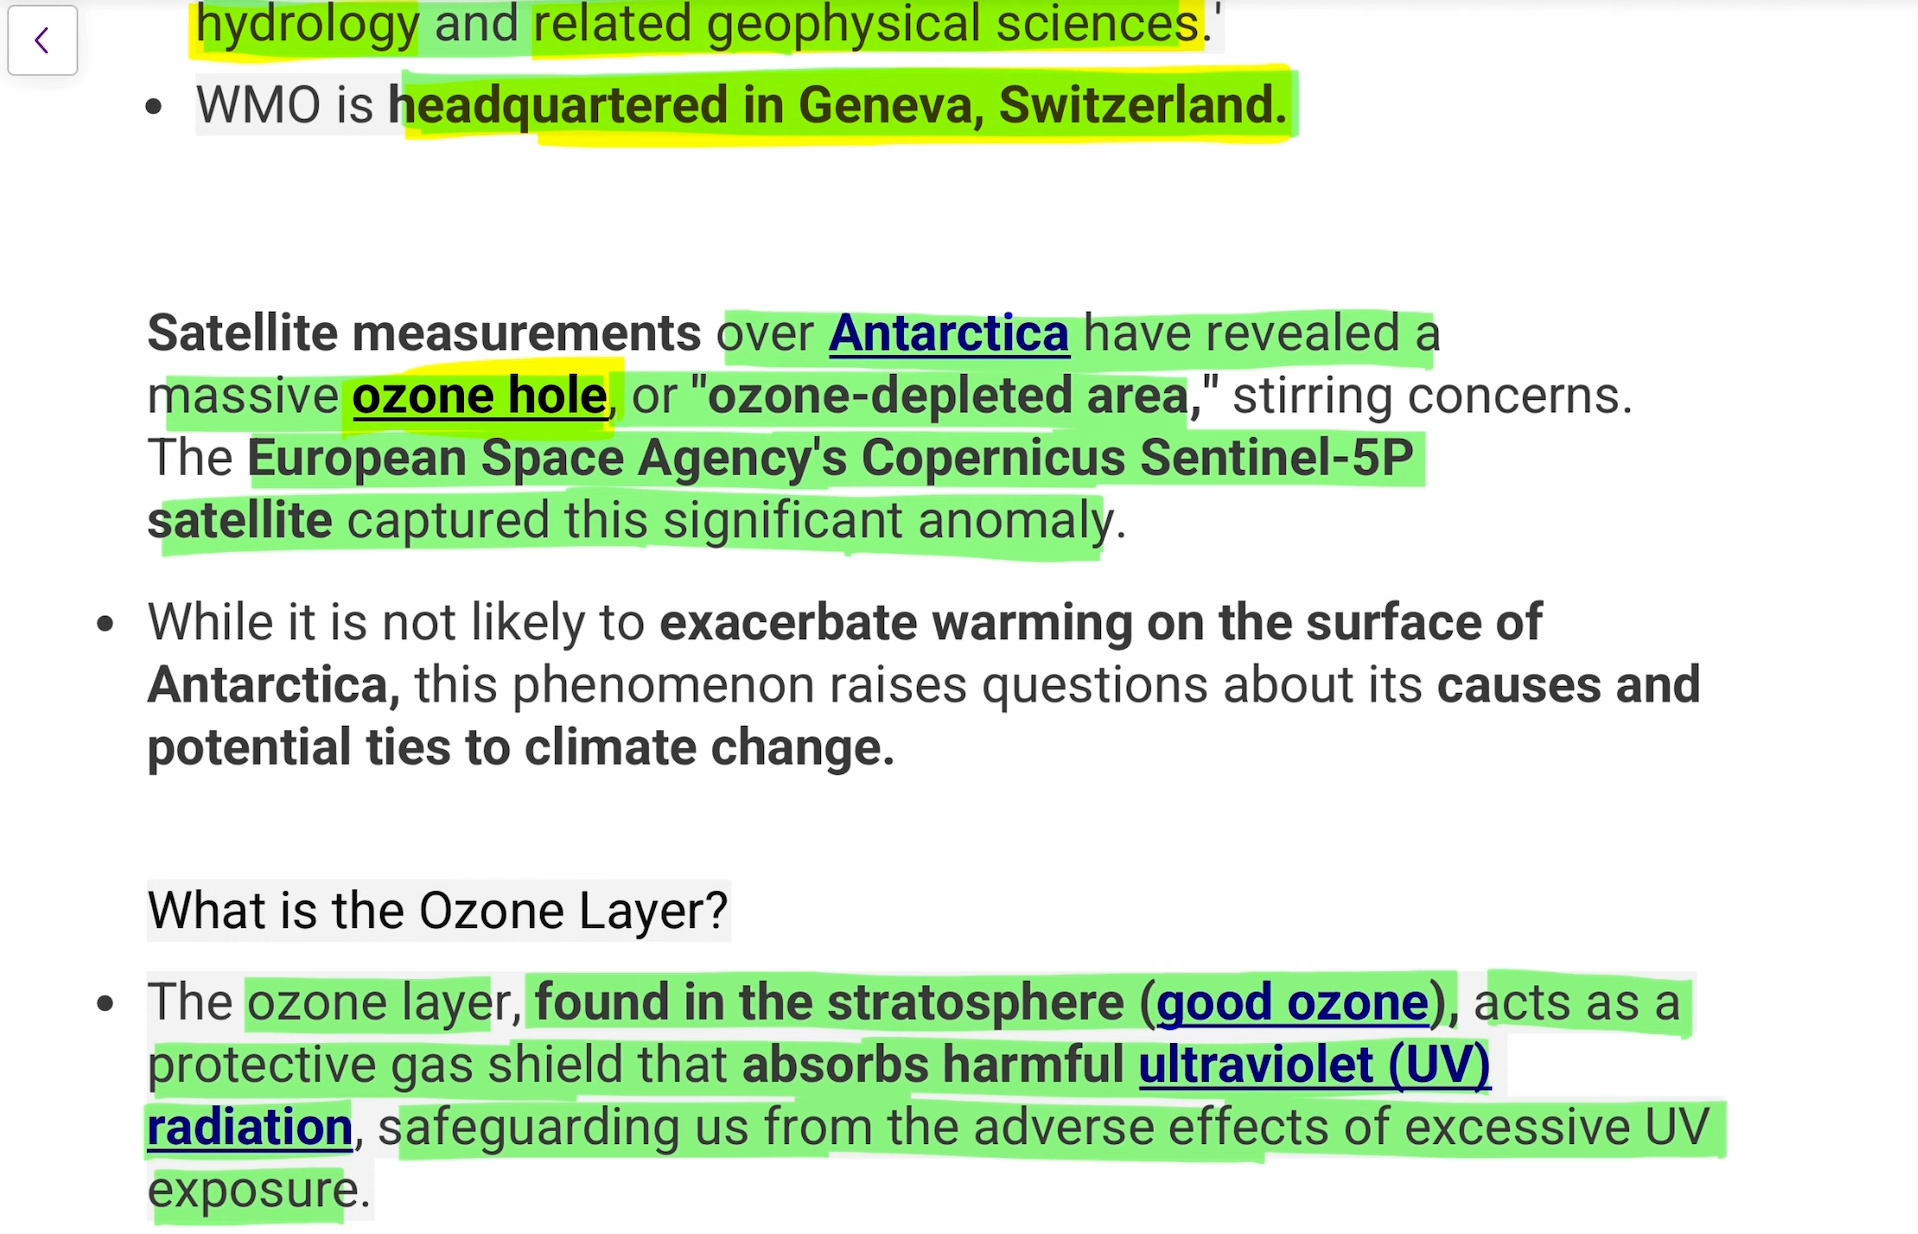 hydrology and related geophysical sciences.'
• WMO is headquartered in Geneva, Switzerland.
Satellite measurements over Antarctica have revealed a
massive ozone hole, or "ozone-depleted area," stirring concerns.
The European Space Agency's Copernicus Sentinel-5P
satellite captured this significant anomaly.
• While it is not likely to exacerbate warming on the surface of
Antarctica, this phenomenon raises questions about its causes and
potential ties to climate change.
What is the Ozone Layer?
• The ozone layer, found in the stratosphere (good ozone), acts as a
protective gas shield that absorbs harmful ultraviolet (UV)
radiation, safeguarding us from the adverse effects of excessive UV
exposure.